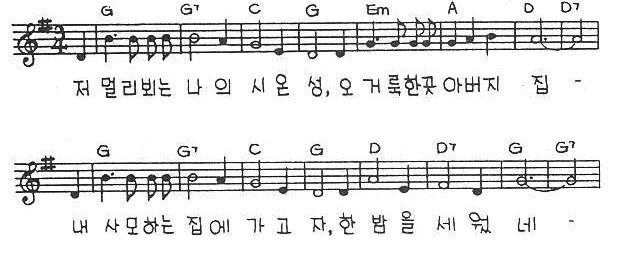 G G7 C G Em A D D7
저 멀리뵈는 나의 시온 성, 오 거룩한곳 아버지 집 -
G G7 C G D D7 G G7
내 사모하는 집에 가고 자, 한 밤을 세웠네 -